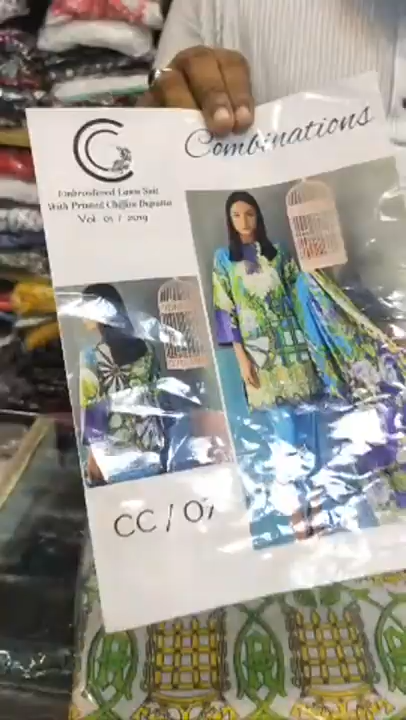 Combinations
Embroidered Lawn Suit
With Printed Chiffon Dupatta
Vol. 01 / 2019
CC / 07